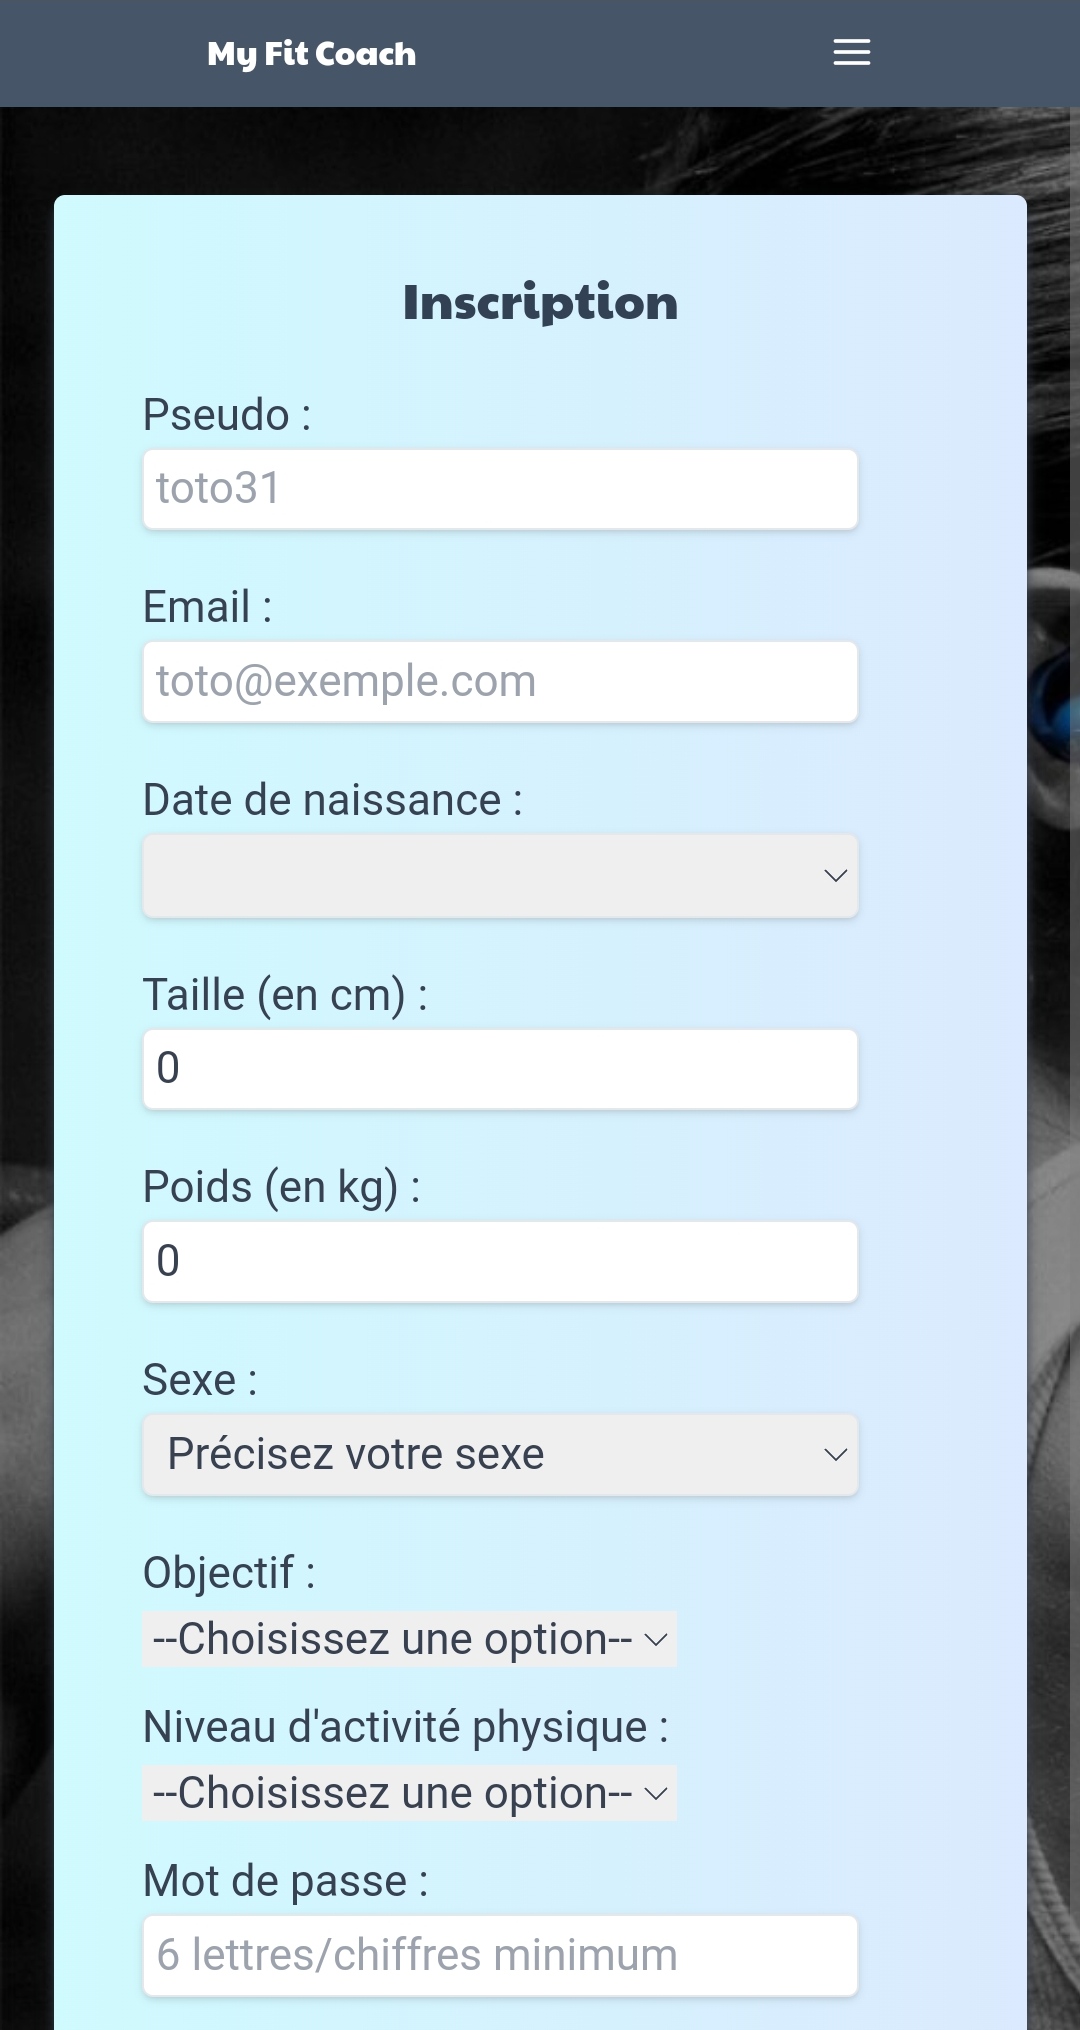 My Fit Coach
Inscription
Pseudo :
toto31
Email :
toto@exemple.com
Date de naissance :
Taille (en cm) :
0
Poids (en kg) :
0
Sexe :
Précisez votre sexe
Objectif :
--Choisissez une option--
Niveau d'activité physique :
--Choisissez une option--
Mot de passe :
6 lettres/chiffres minimum